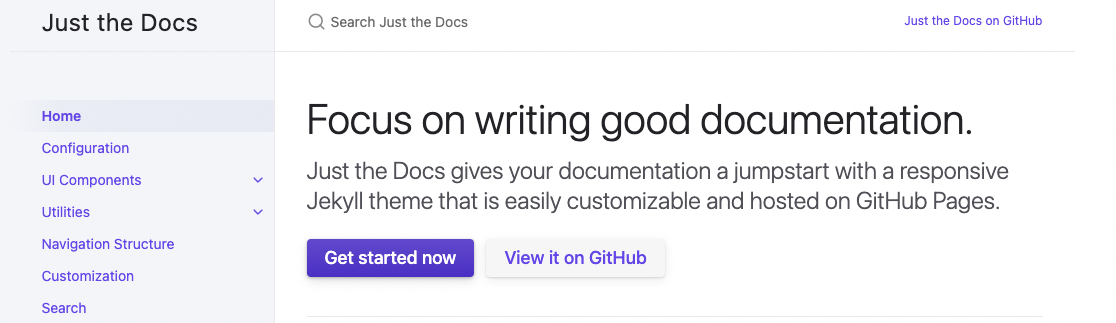 Just the Docs
Search Just the Docs
Just the Docs on GitHub
Home
Configuration
UI Components
Utilities
Navigation Structure
Customization
Search
Focus on writing good documentation.
Just the Docs gives your documentation a jumpstart with a responsive
Jekyll theme that is easily customizable and hosted on GitHub Pages.
Get started now
View it on GitHub